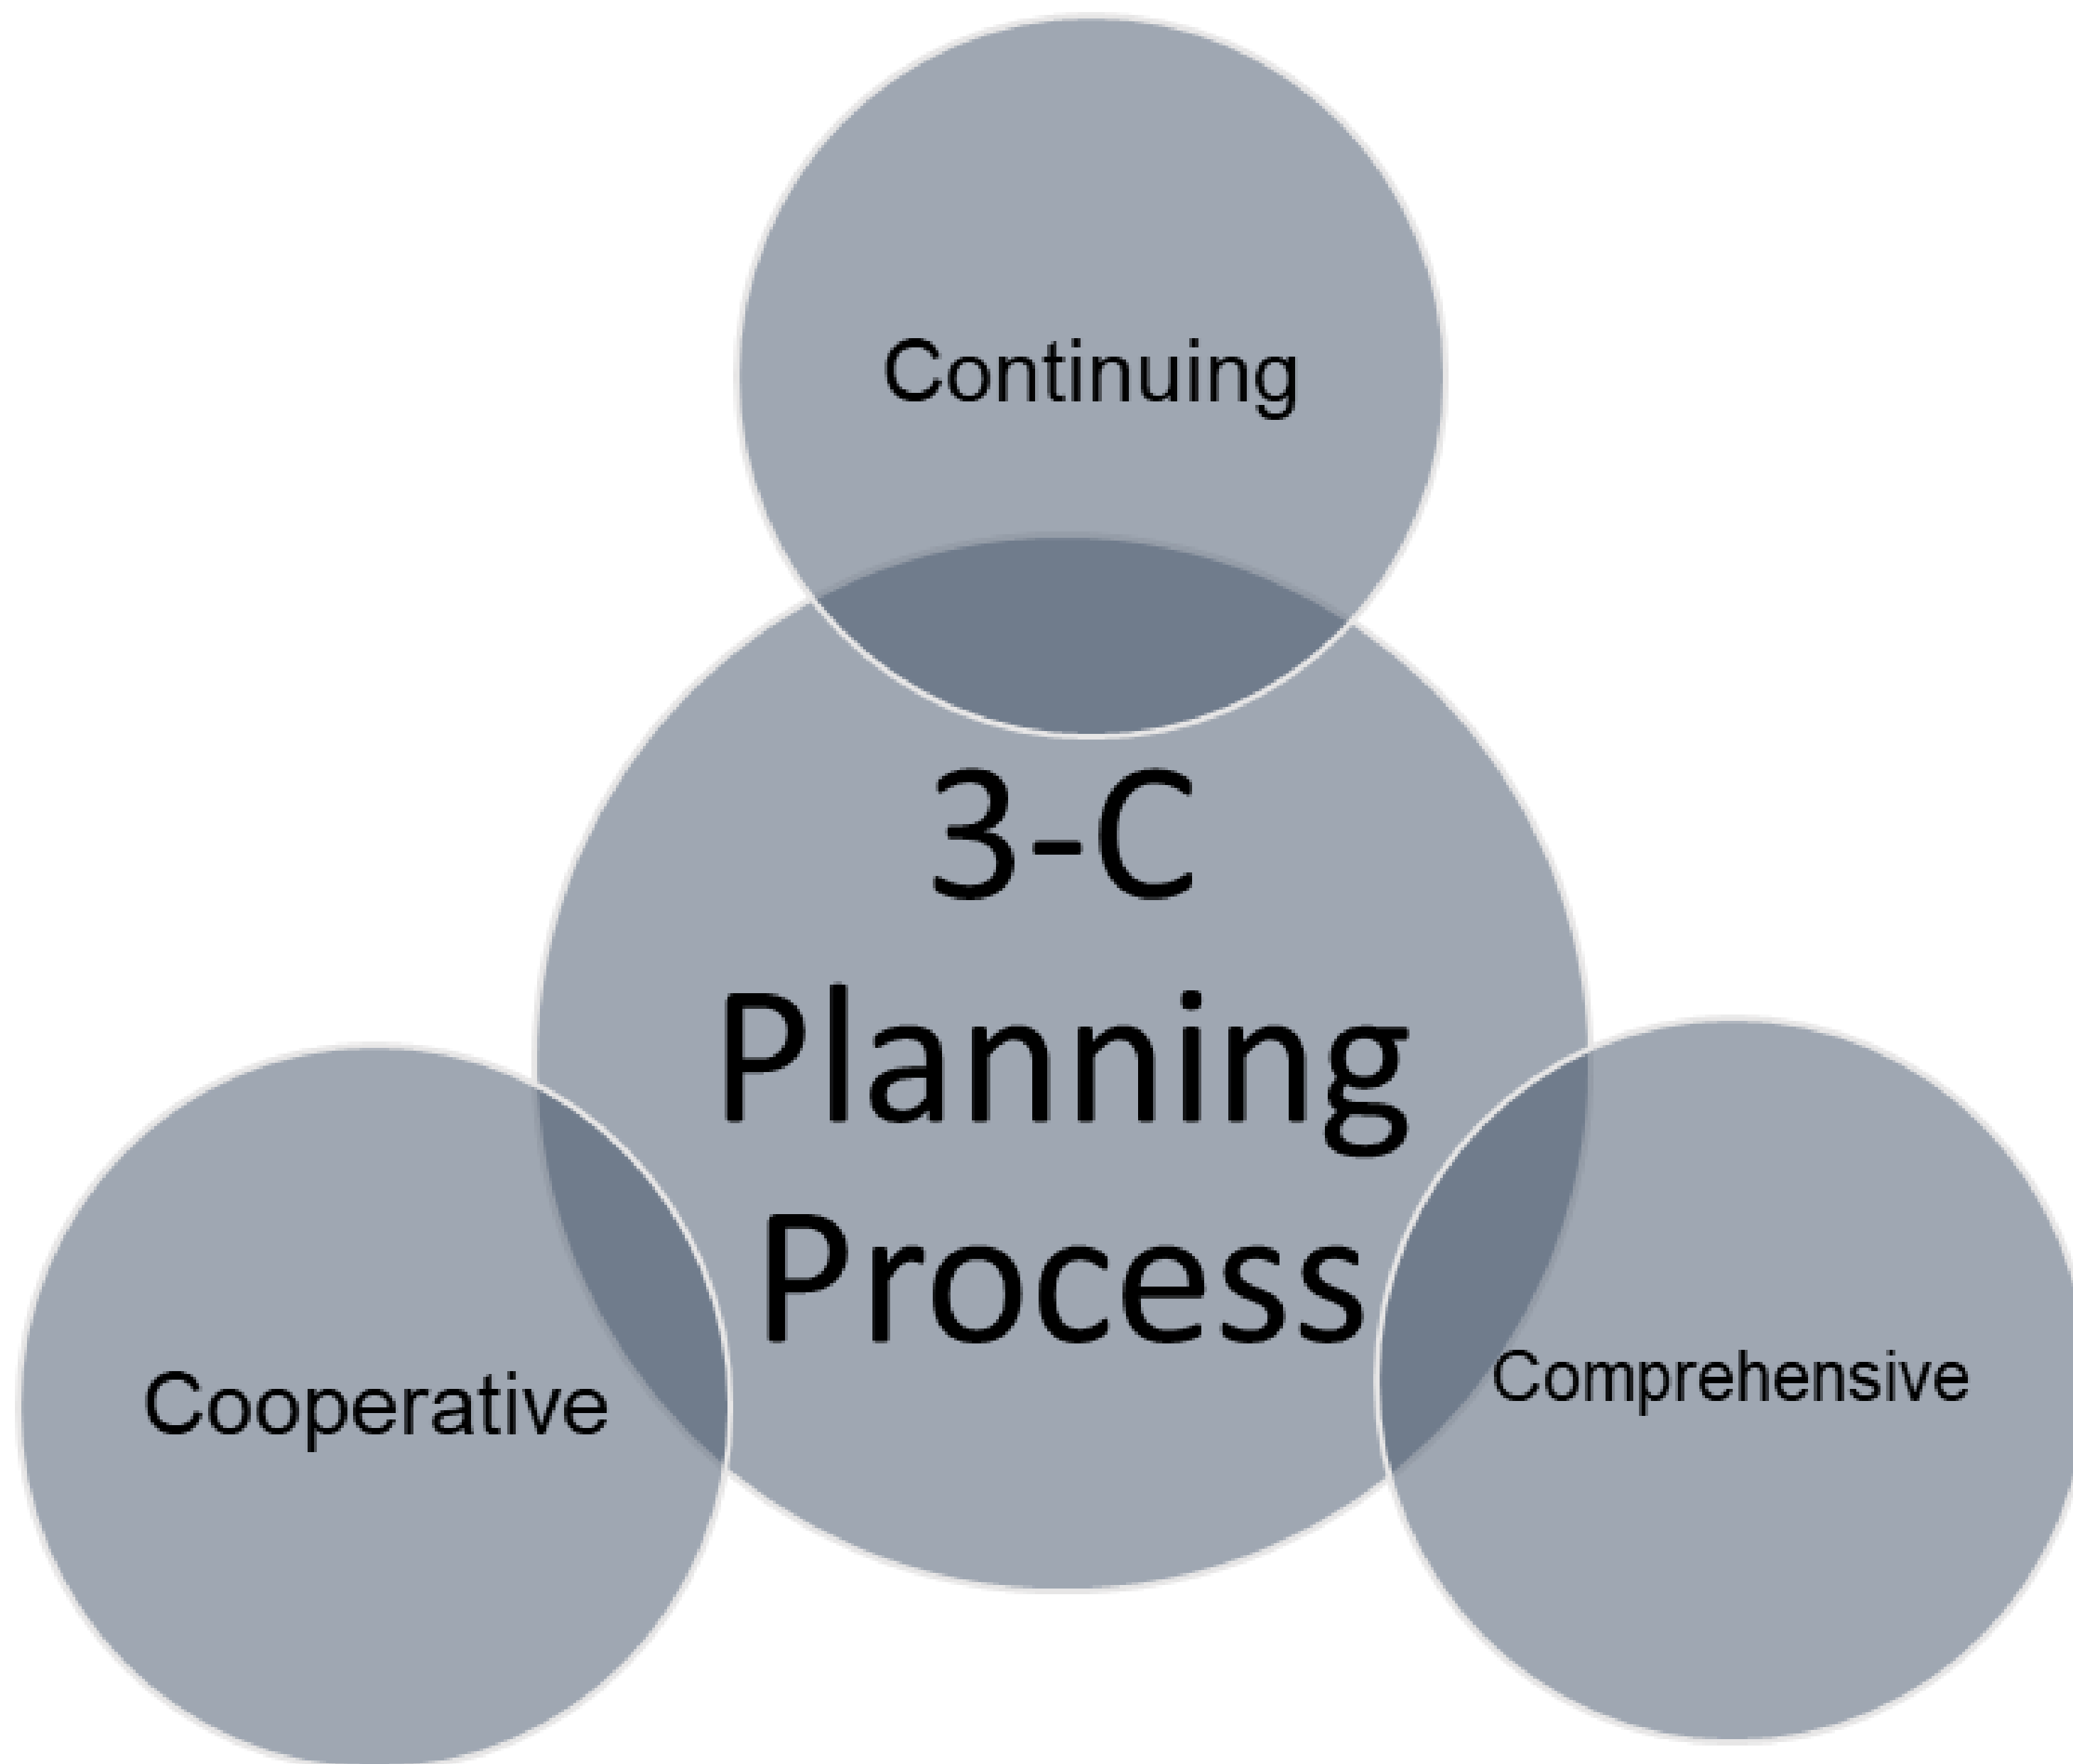 Continuing
3-C
Planning
Process
Cooperative
Comprehensive